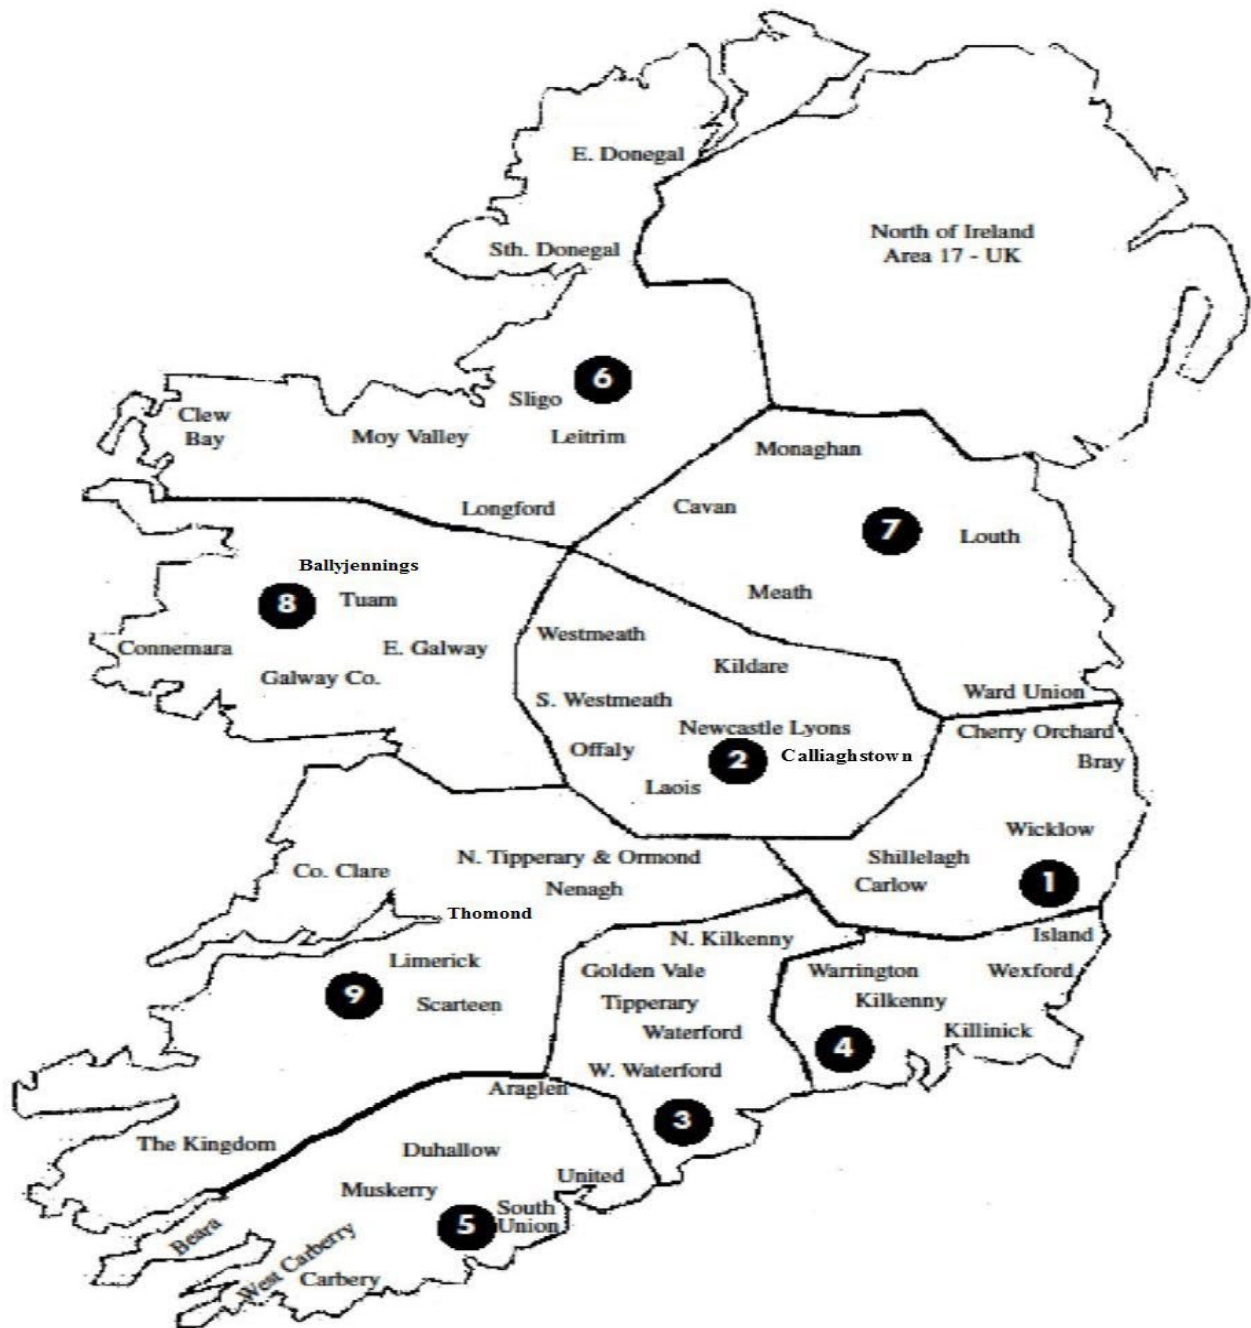 E. Donegal
North of Ireland
Area 17 - UK
Sth. Donegal
6
Sligo
Clew
Bay
Moy Valley
Leitrim
Monaghan
Longford
Cavan
7
Louth
Ballyjennings
8
Tuam
Meath
Connemara
E. Galway
Galway Co.
Westmeath
Kildare
S. Westmeath
Ward Union
Newcastle Lyons
Cherry Orchard
Offaly
2
Calliaghstown
Bray
Laois
Wicklow
N. Tipperary & Ormond
Shillelagh
Co. Clare
Nenagh
Carlow
1
Thomond
N. Kilkenny
Island
Limerick
Golden Vale
Warrington
Wexford
9
Scarteen
Tipperary
Kilkenny
Waterford
Killinick
4
W. Waterford
Araglen
3
The Kingdom
Duhallow
Muskerry
United
5
South
Union
Beara
West Carberry
Carbery